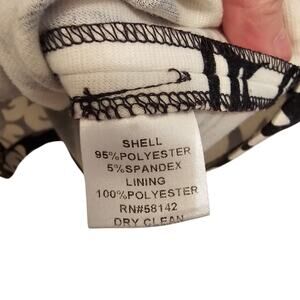 SHELL
95%POLYESTER
5%SPANDEX
LINING
100%POLYESTER
RN#58142
DRY CLEAN